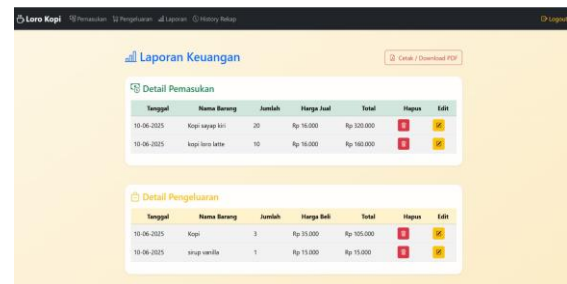 Loro Kopi Pemasukan Pengeluaran Laporan History Rekap Logout
Laporan Keuangan Cetak / Download PDF
Detail Pemasukan
Tanggal Nama Barang Jumlah Harga Jual Total Hapus Edit
10-06-2025 Kopi sayap kiri 20 Rp 16.000 Rp 320.000
10-06-2025 kopi loro latte 10 Rp 16.000 Rp 160.000
Detail Pengeluaran
Tanggal Nama Barang Jumlah Harga Beli Total Hapus Edit
10-06-2025 Kopi 3 Rp 35.000 Rp 105.000
10-06-2025 sirup vanilla 1 Rp 15.000 Rp 15.000